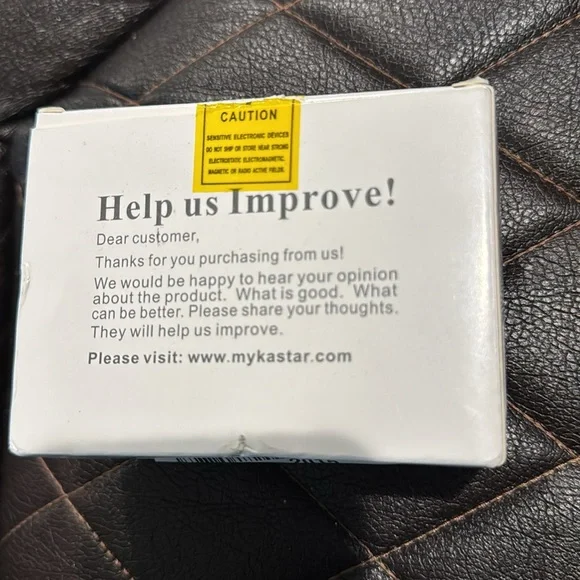 CAUTION
SENSITIVE ELECTRONIC DEVICES
DO NOT SHIP OR STORE NEAR STRONG
ELECTROSTATIC ELECTROMAGNETIC.
MAGNETIC OR RADIO ACTIVE FIELDS.
Help us Improve!
Dear customer,
Thanks for you purchasing from us!
We would be happy to hear your opinion
about the product. What is good. What
can be better. Please share your thoughts.
They will help us improve.
Please visit: www.mykastar.com